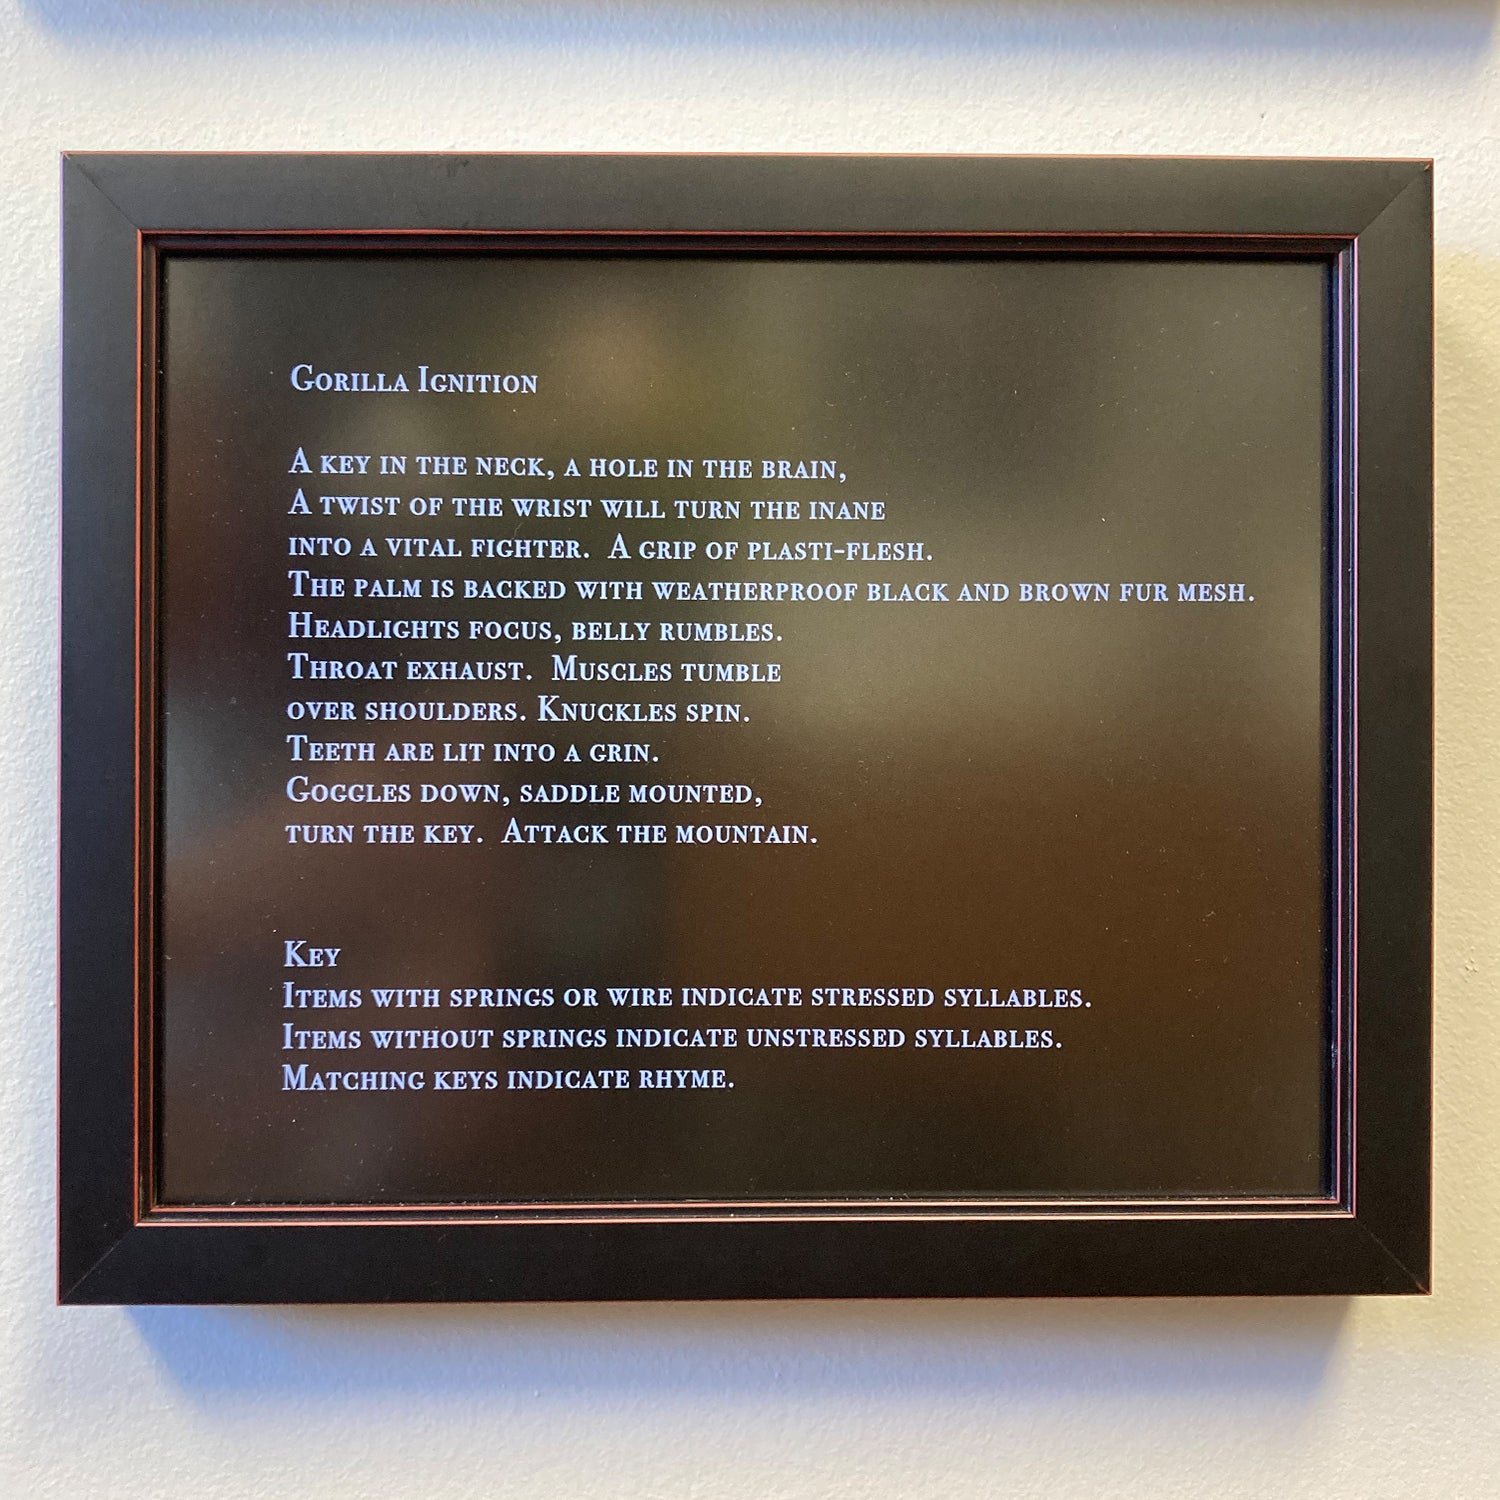 Gorilla Ignition
A key in the neck, a hole in the brain,
A twist of the wrist will turn the inane
into a vital fighter.  A grip of plasti-flesh.
The palm is backed with weatherproof black and brown fur mesh.
Headlights focus, belly rumbles.
Throat exhaust.  Muscles tumble
over shoulders. Knuckles spin.
Teeth are lit into a grin.
Goggles down, saddle mounted,
turn the key.  Attack the mountain.
Key
Items with springs or wire indicate stressed syllables.
Items without springs indicate unstressed syllables.
Matching keys indicate rhyme.